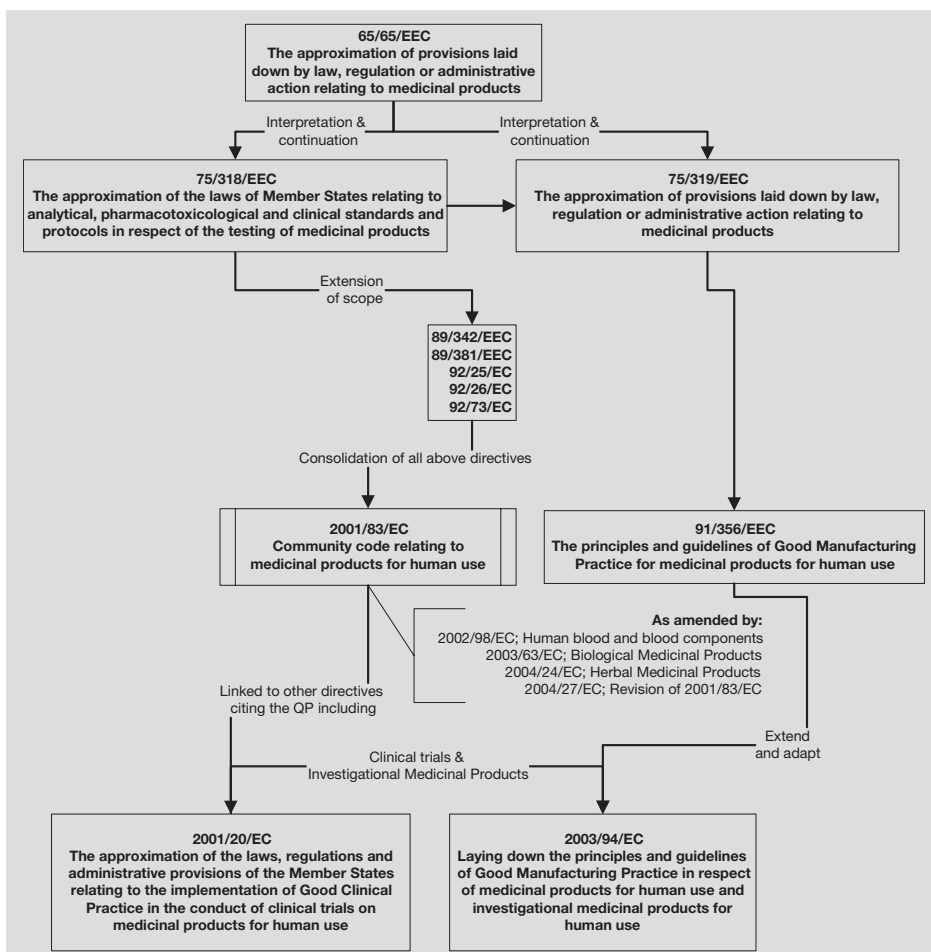 65/65/EEC
The approximation of provisions laid
down by law, regulation or administrative
action relating to medicinal products
Interpretation &
continuation
Interpretation &
continuation
75/318/EEC
The approximation of the laws of Member States relating to
analytical, pharmacotoxicological and clinical standards and
protocols in respect of the testing of medicinal products
75/319/EEC
The approximation of provisions laid down by law,
regulation or administrative action relating to
medicinal products
Extension
of scope
89/342/EEC
89/381/EEC
92/25/EC
92/26/EC
92/73/EC
Consolidation of all above directives
2001/83/EC
Community code relating to
medicinal products for human use
91/356/EEC
The principles and guidelines of Good Manufacturing
Practice for medicinal products for human use
As amended by:
2002/98/EC; Human blood and blood components
2003/63/EC; Biological Medicinal Products
2004/24/EC; Herbal Medicinal Products
2004/27/EC; Revision of 2001/83/EC
Linked to other directives
citing the QP including
Extend
and adapt
Clinical trials &
Investigational Medicinal Products
2001/20/EC
The approximation of the laws, regulations and
administrative provisions of the Member States
relating to the implementation of Good Clinical
Practice in the conduct of clinical trials on
medicinal products for human use
2003/94/EC
Laying down the principles and guidelines
of Good Manufacturing Practice in respect
of medicinal products for human use and
investigational medicinal products for
human use